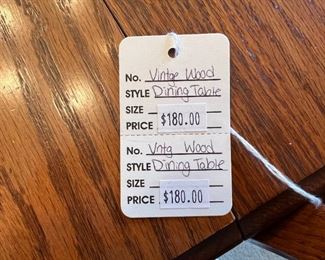 No. Vintge Wood
STYLE Dining Table
SIZE
PRICE $180.00
No. Vntg Wood
STYLE Dining Table
SIZE
PRICE $180.00